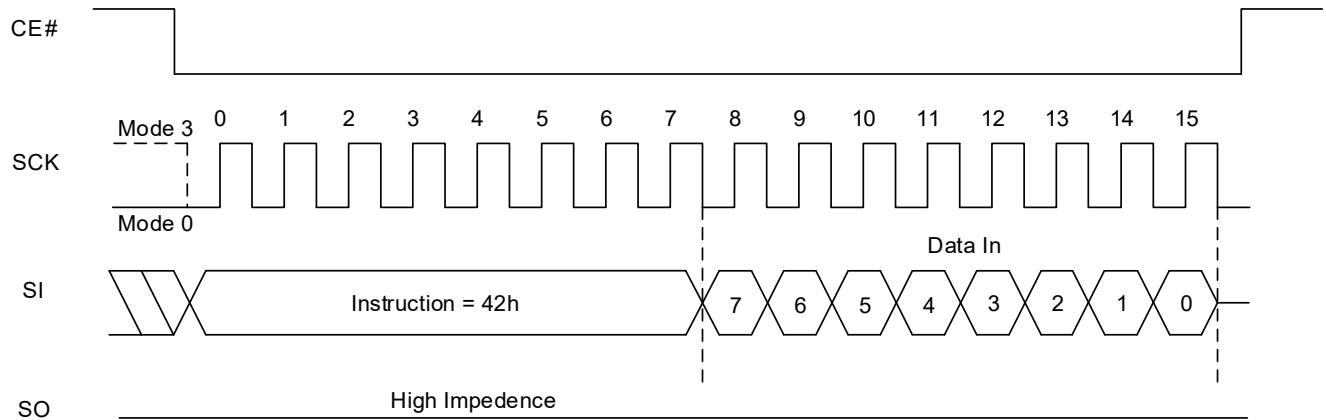 CE#
Mode 3
0 1 2 3 4 5 6 7 8 9 10 11 12 13 14 15
SCK
Mode 0
Data In
SI
Instruction = 42h
7 6 5 4 3 2 1 0
High Impedence
SO